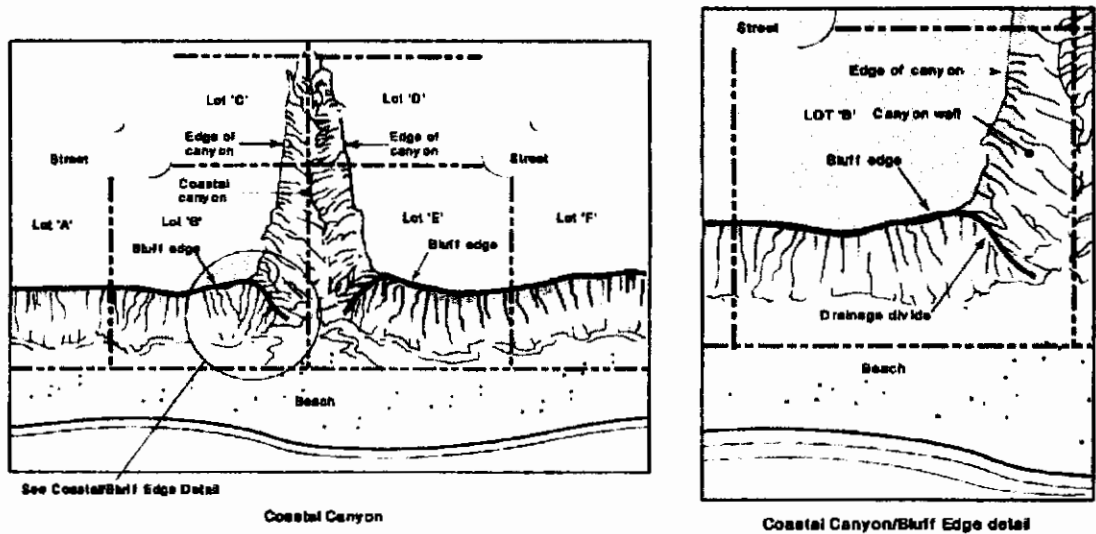 Lot 'C'
Lot 'D'
Edge of
canyon
Edge of
canyon
Street
Street
Coastal
canyon
Lot 'A'
Lot 'B'
Lot 'E'
Lot 'F'
Bluff edge
Bluff edge
Beach
See Coastal/Bluff Edge Detail
Coastal Canyon
Street
Edge of canyon
LOT 'B'
Canyon wall
Bluff edge
Drainage divide
Beach
Coastal Canyon/Bluff Edge detail